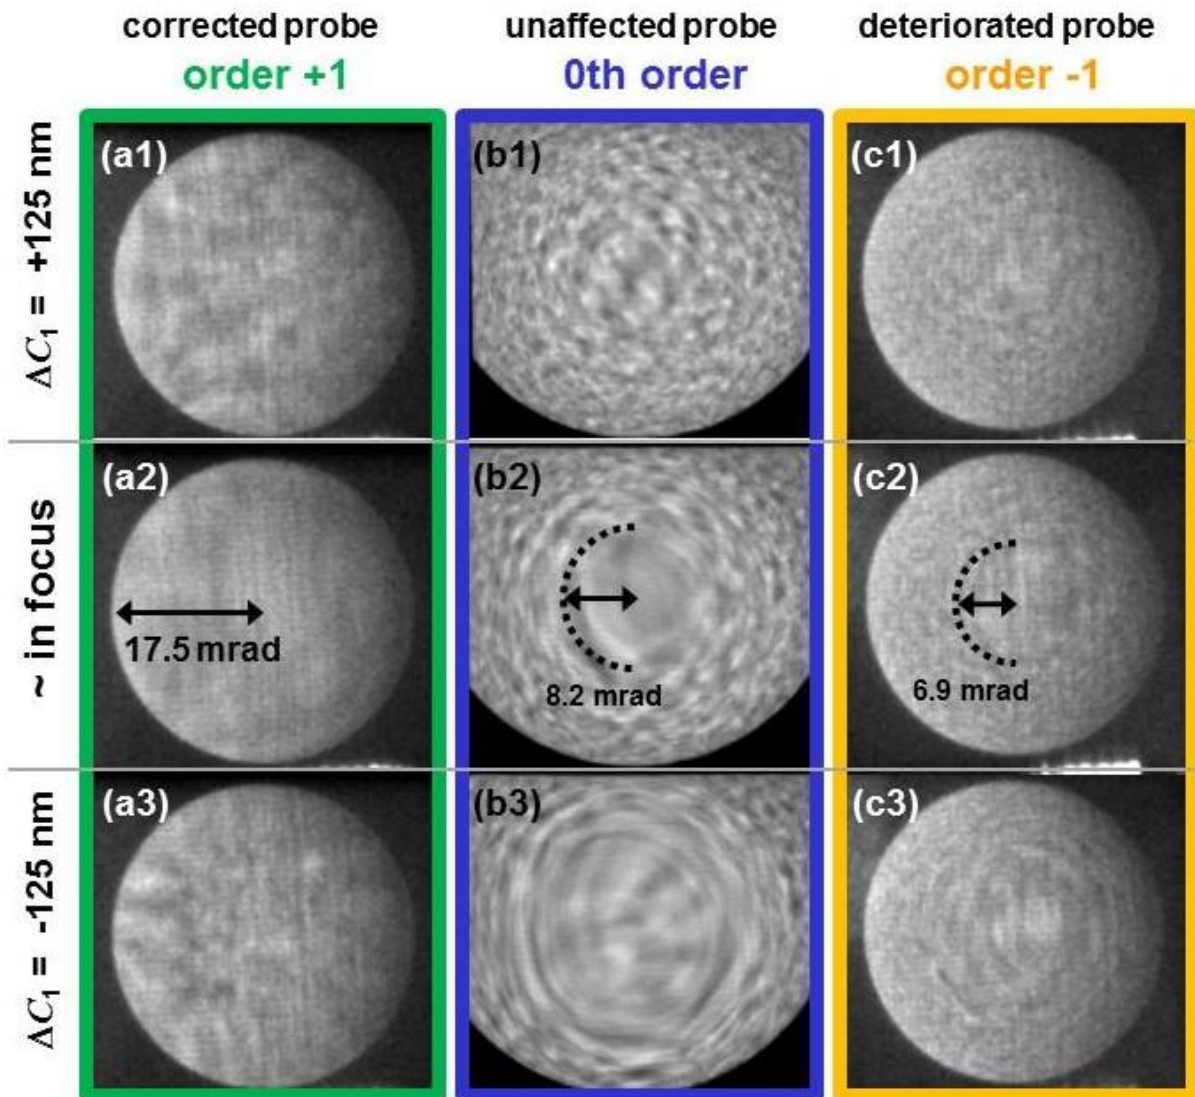 corrected probe
order +1
unaffected probe
0th order
deteriorated probe
order -1
ΔC₁ = +125 nm
(a1)
(b1)
(c1)
~ in focus
(a2)
17.5 mrad
(b2)
8.2 mrad
(c2)
6.9 mrad
ΔC₁ = -125 nm
(a3)
(b3)
(c3)